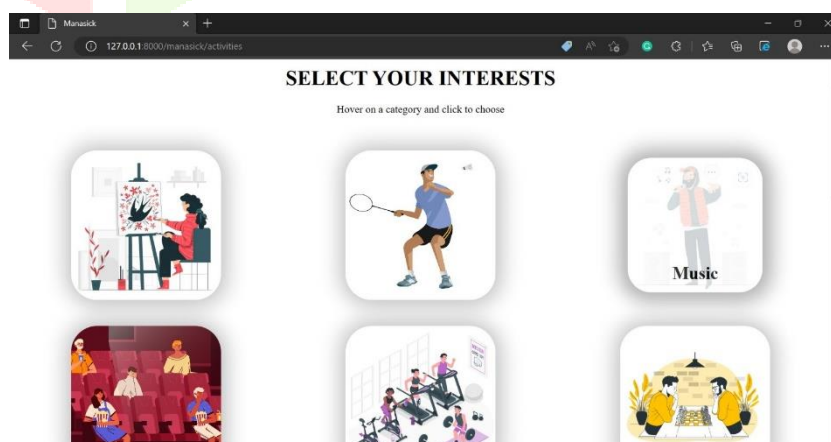 Manasick
127.0.0.1:8000/manasick/activities
SELECT YOUR INTERESTS
Hover on a category and click to choose
Music